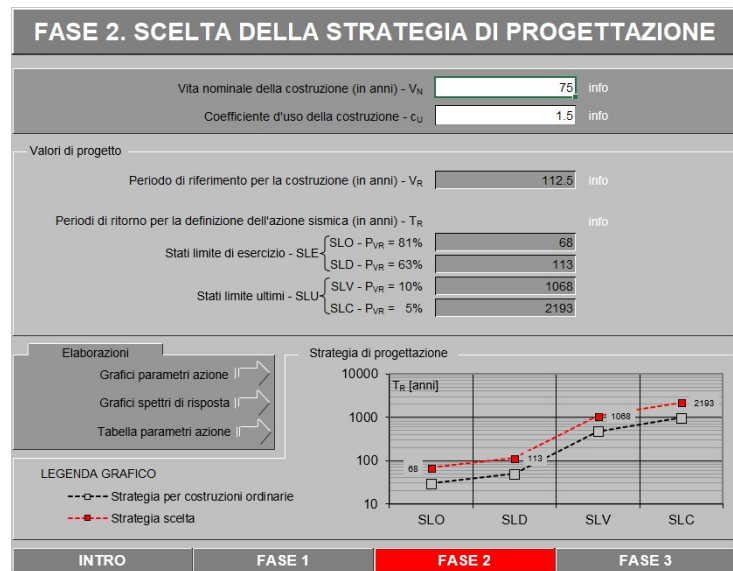 FASE 2. SCELTA DELLA STRATEGIA DI PROGETTAZIONE
Vita nominale della costruzione (in anni) - VN 75 info
Coefficiente d'uso della costruzione - cU 1.5 info
Valori di progetto
Periodo di riferimento per la costruzione (in anni) - VR 112.5 info
Periodi di ritorno per la definizione dell'azione sismica (in anni) - TR info
Stati limite di esercizio - SLE
SLO - PVR = 81% 68
SLD - PVR = 63% 113
Stati limite ultimi - SLU
SLV - PVR = 10% 1068
SLC - PVR = 5% 2193
Elaborazioni
Grafici parametri azione
Grafici spettri di risposta
Tabella parametri azione
LEGENDA GRAFICO
Strategia per costruzioni ordinarie
Strategia scelta
Strategia di progettazione
TR [anni]
10000
1000
100
10
68
113
1068
2193
SLO SLD SLV SLC
INTRO FASE 1 FASE 2 FASE 3